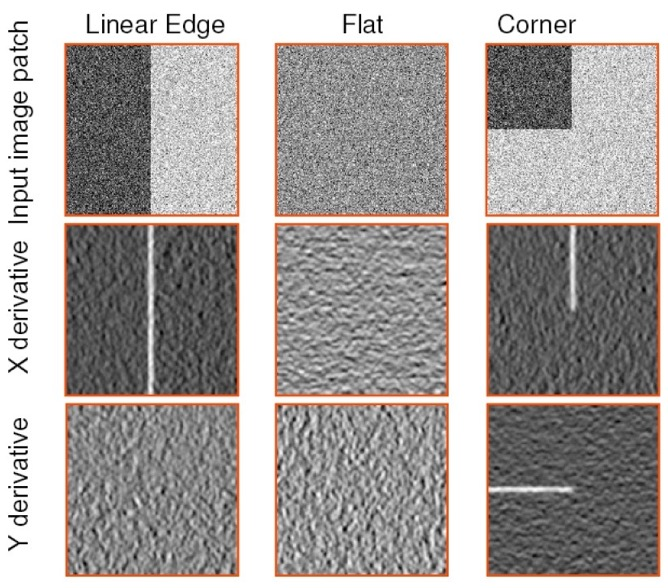 Linear Edge
Flat
Corner
Input image patch
X derivative
Y derivative